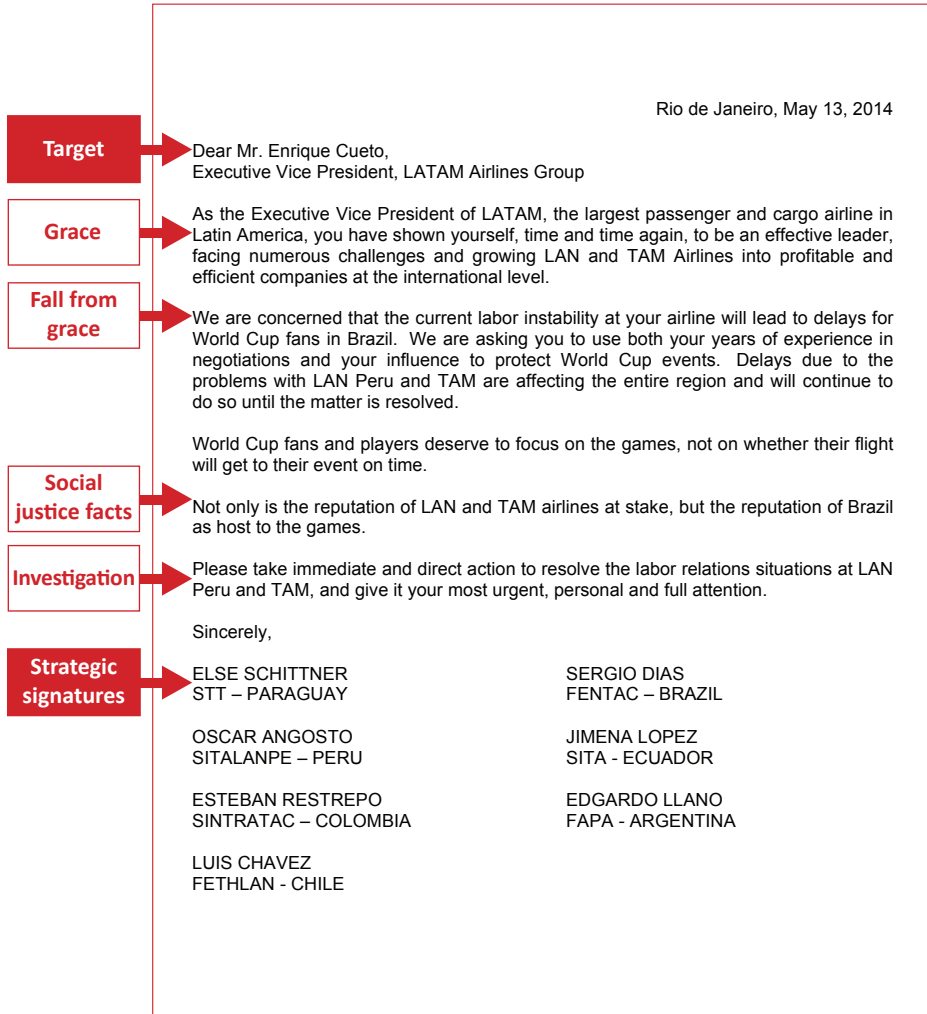 Rio de Janeiro, May 13, 2014
Target
Dear Mr. Enrique Cueto,
Executive Vice President, LATAM Airlines Group
Grace
As the Executive Vice President of LATAM, the largest passenger and cargo airline in
Latin America, you have shown yourself, time and time again, to be an effective leader,
facing numerous challenges and growing LAN and TAM Airlines into profitable and
efficient companies at the international level.
Fall from
grace
We are concerned that the current labor instability at your airline will lead to delays for
World Cup fans in Brazil. We are asking you to use both your years of experience in
negotiations and your influence to protect World Cup events. Delays due to the
problems with LAN Peru and TAM are affecting the entire region and will continue to
do so until the matter is resolved.
World Cup fans and players deserve to focus on the games, not on whether their flight
will get to their event on time.
Social
justice facts
Not only is the reputation of LAN and TAM airlines at stake, but the reputation of Brazil
as host to the games.
Investigation
Please take immediate and direct action to resolve the labor relations situations at LAN
Peru and TAM, and give it your most urgent, personal and full attention.
Sincerely,
Strategic
signatures
ELSE SCHITTNER
STT – PARAGUAY
SERGIO DIAS
FENTAC – BRAZIL
OSCAR ANGOSTO
SITALANPE – PERU
JIMENA LOPEZ
SITA - ECUADOR
ESTEBAN RESTREPO
SINTRATAC – COLOMBIA
EDGARDO LLANO
FAPA - ARGENTINA
LUIS CHAVEZ
FETHLAN - CHILE